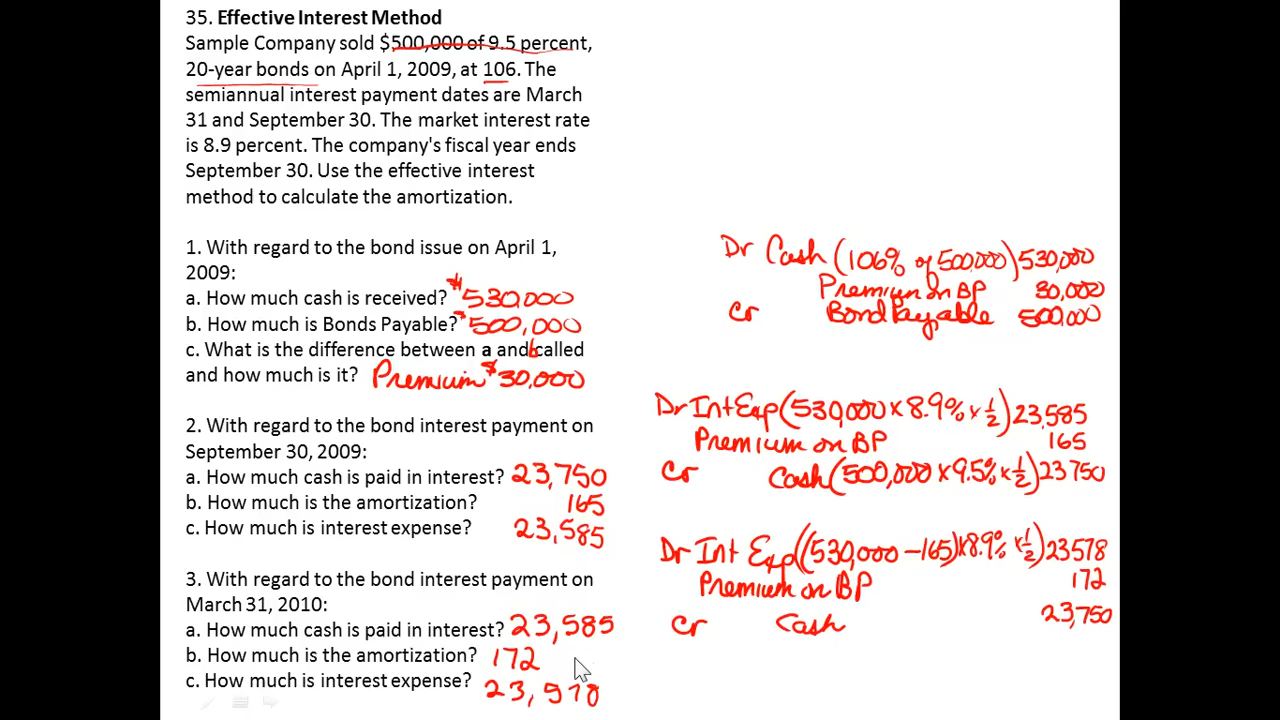 35. Effective Interest Method
Sample Company sold $500,000 of 9.5 percent,
20-year bonds on April 1, 2009, at 106. The
semiannual interest payment dates are March
31 and September 30. The market interest rate
is 8.9 percent. The company's fiscal year ends
September 30. Use the effective interest
method to calculate the amortization.
1. With regard to the bond issue on April 1,
2009:
a. How much cash is received? $530,000
b. How much is Bonds Payable? $500,000
c. What is the difference between a and b called
and how much is it? Premium $30,000
2. With regard to the bond interest payment on
September 30, 2009:
a. How much cash is paid in interest? 23,750
b. How much is the amortization? 165
c. How much is interest expense? 23,585
3. With regard to the bond interest payment on
March 31, 2010:
a. How much cash is paid in interest? 23,585
b. How much is the amortization? 172
c. How much is interest expense? 23,978
Dr Cash (106% of 500,000) 530,000
Premium on BP 30,000
Cr Bond Payable 500,000
Dr Int Exp (530,000 × 8.9% × 1/2) 23,585
Premium on BP 165
Cr Cash (500,000 × 9.5% × 1/2) 23 750
Dr Int Exp ((530,000 - 165) × 8.9% × 1/2) 23 578
Premium on BP 172
Cr Cash 23,750